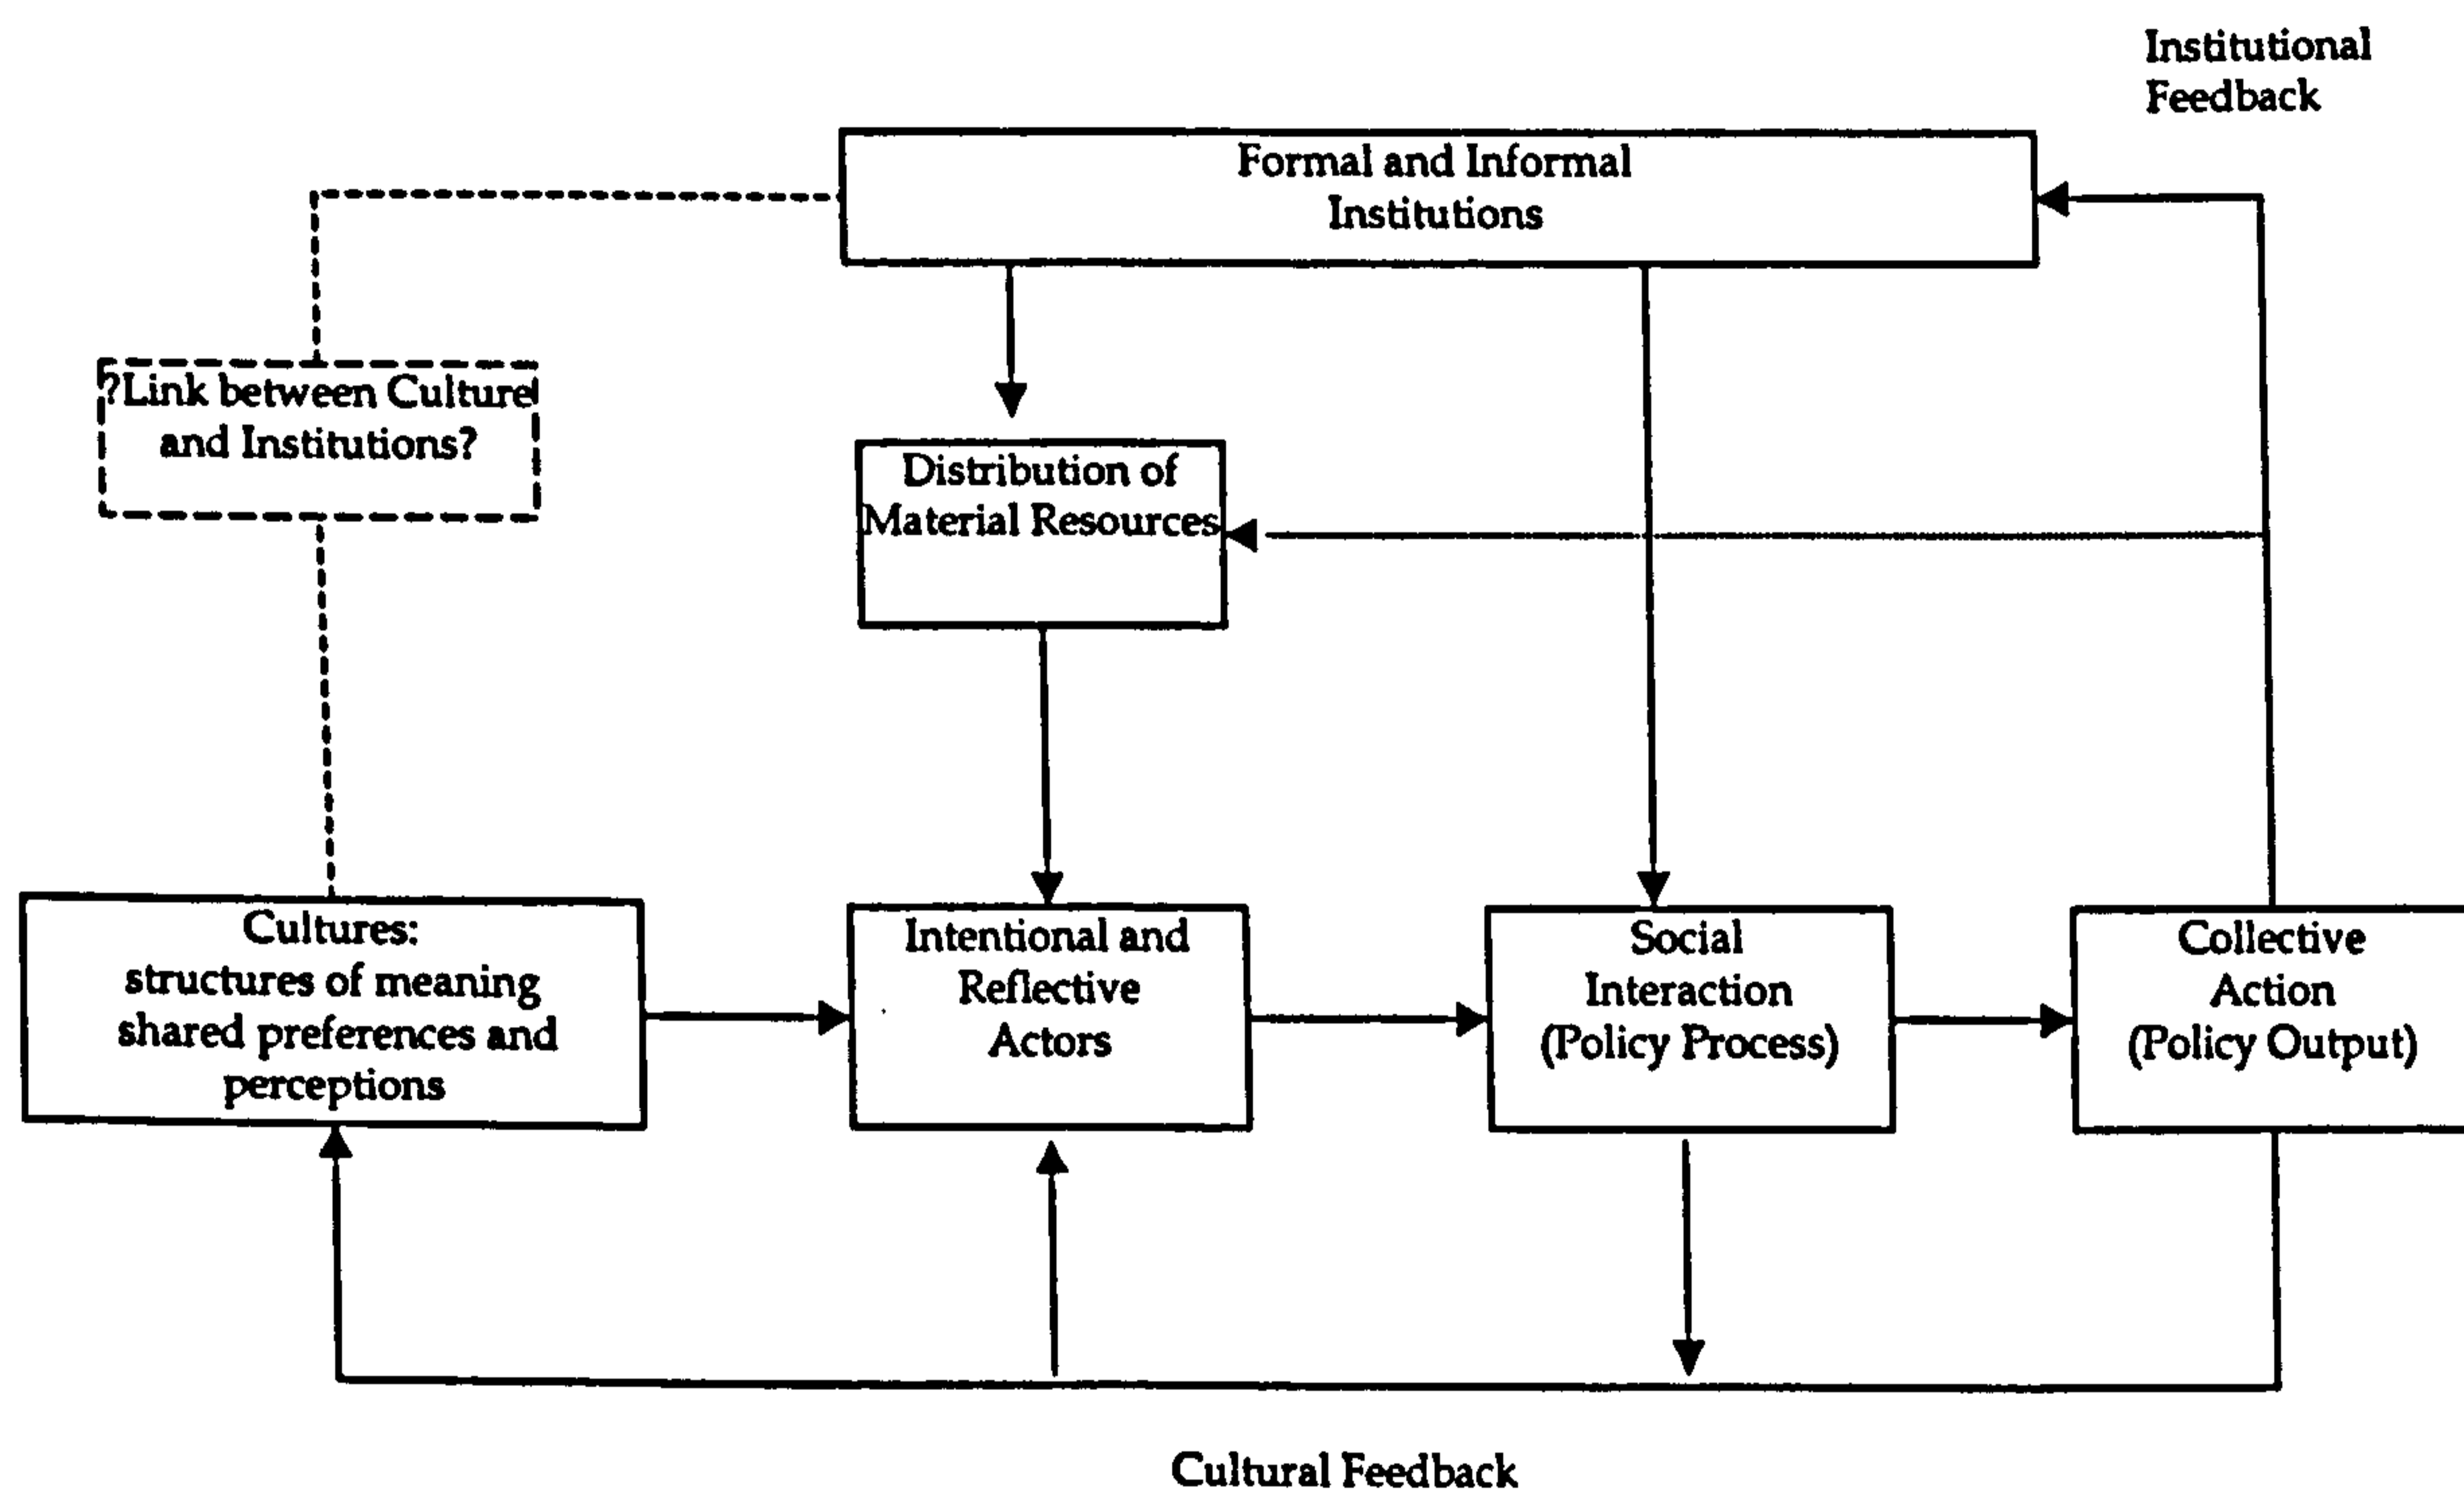 Institutional
Feedback
Formal and Informal
Institutions
?Link between Culture
and Institutions?
Distribution of
Material Resources
Cultures:
structures of meaning
shared preferences and
perceptions
Intentional and
Reflective
Actors
Social
Interaction
(Policy Process)
Collective
Action
(Policy Output)
Cultural Feedback